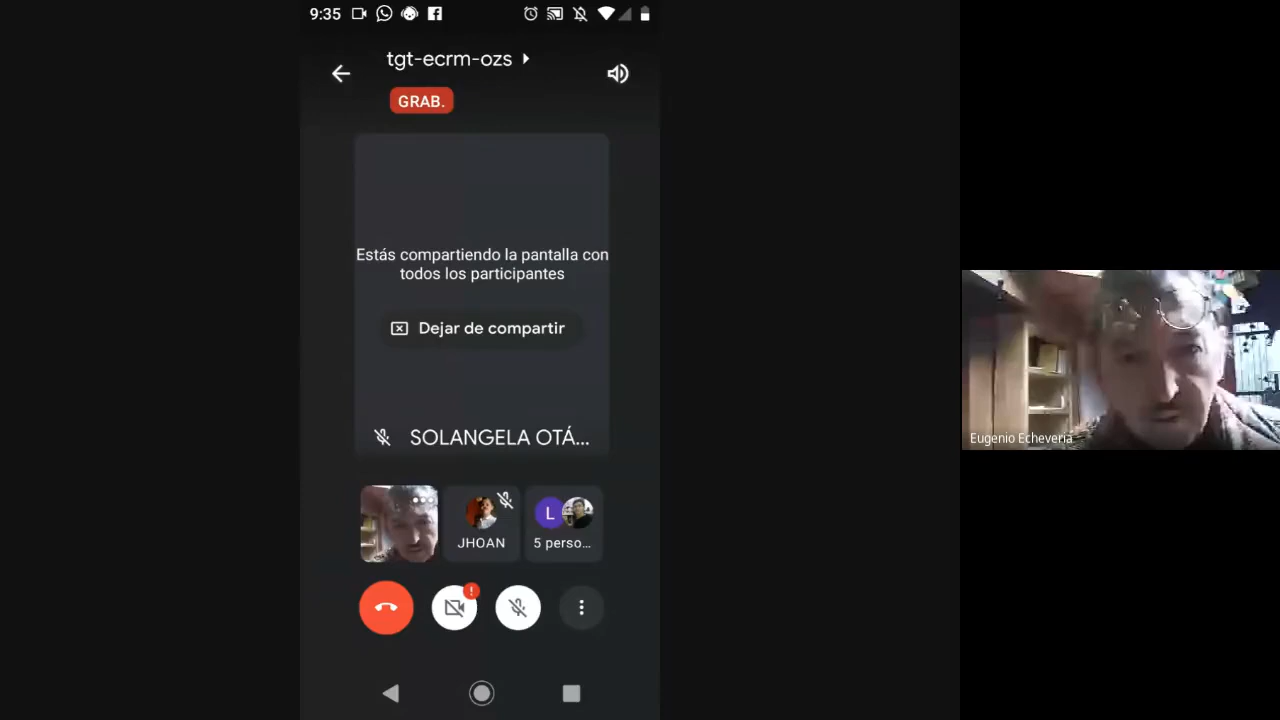 9:35
tgt-ecrm-ozs
GRAB.
Estás compartiendo la pantalla con
todos los participantes
Dejar de compartir
SOLANGELA OTÁ...
JHOAN
L
5 perso...
Eugenio Echeveria